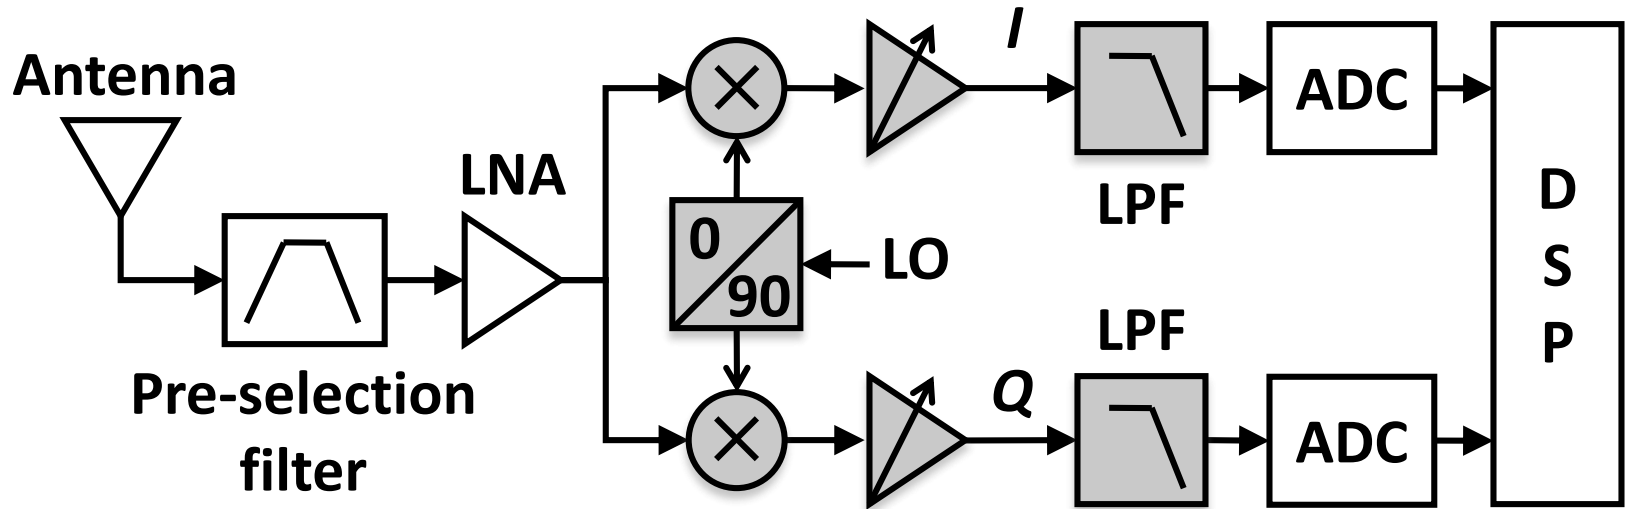 Antenna
Pre-selection
filter
LNA
0
90
LO
I
LPF
ADC
Q
LPF
ADC
D
S
P